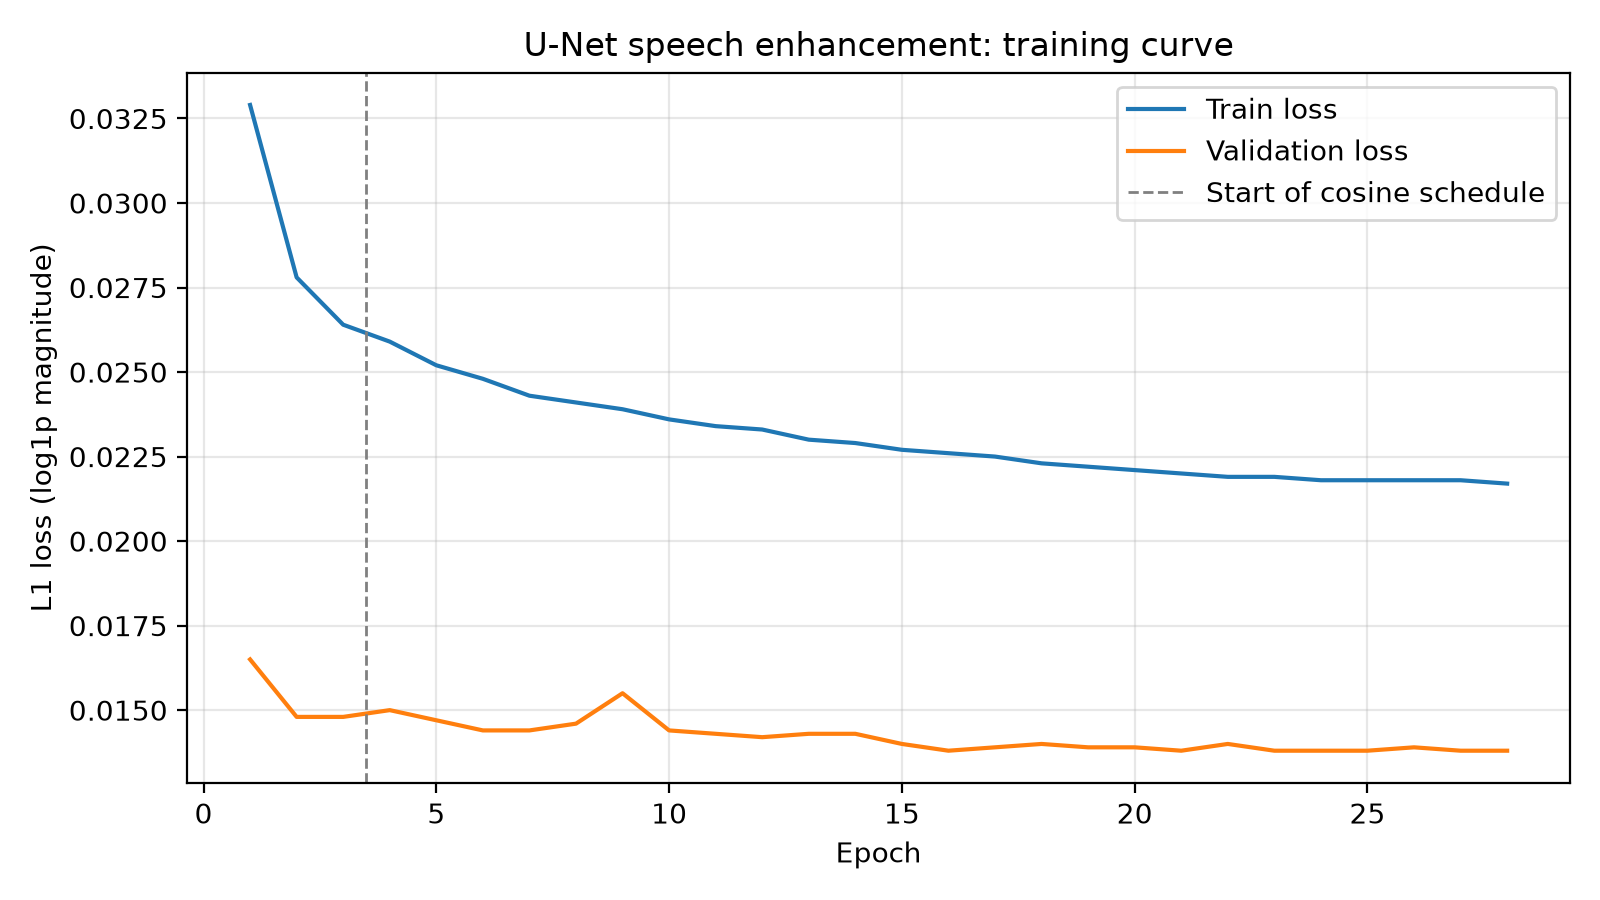 U-Net speech enhancement: training curve
Train loss
Validation loss
Start of cosine schedule
L1 loss (log1p magnitude)
0.0325
0.0300
0.0275
0.0250
0.0225
0.0200
0.0175
0.0150
0 5 10 15 20 25
Epoch